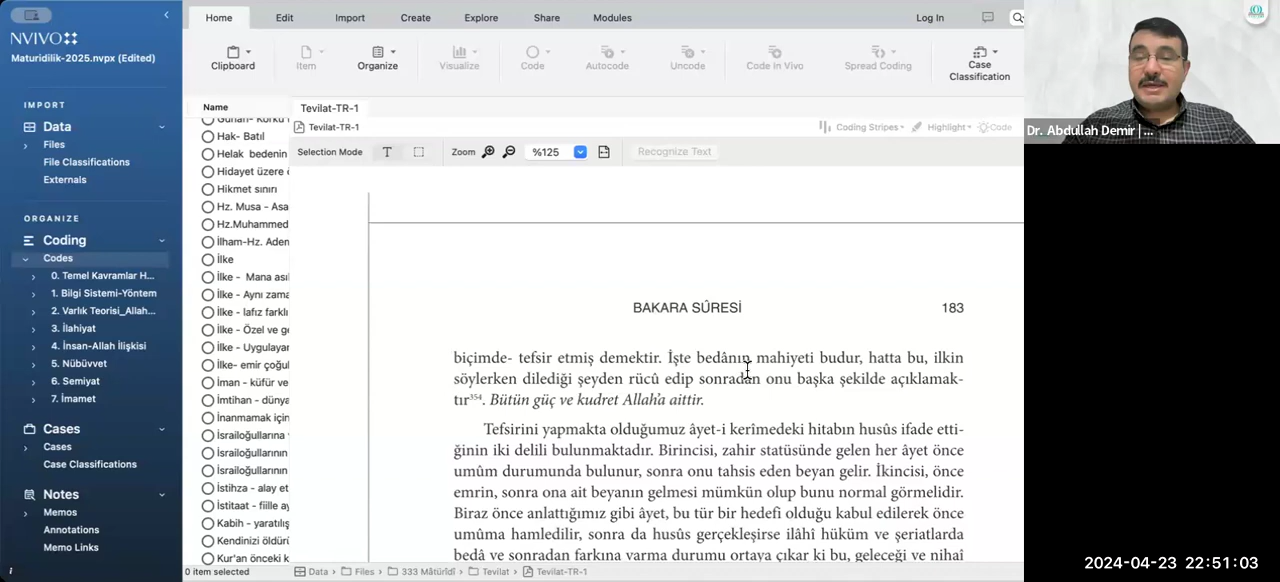 NVIVO
Maturidilik-2025.nvpx (Edited)
IMPORT
Data
Files
File Classifications
Externals
ORGANIZE
Coding
Codes
0. Temel Kavramlar H...
1. Bilgi Sistemi-Yöntem
2. Varlık Teorisi_Allah...
3. İlahiyat
4. İnsan-Allah İlişkisi
5. Nübüvvet
6. Semiyat
7. İmamet
Cases
Cases
Case Classifications
Notes
Memos
Annotations
Memo Links
Home Edit Import Create Explore Share Modules Log In
Clipboard Item Organize Visualize Code Autocode Uncode Code In Vivo Spread Coding Case Classification
Name
Hak- Batıl
Helak bedenin
Hidayet üzere
Hikmet sınırı
Hz. Musa - Asa
Hz.Muhammed
İlham-Hz. Adem
İlke
İlke - Mana ası
İlke - Aynı zama
İlke - lafız farklı
İlke - Özel ve ge
İlke - Uygulayar
İlke- emir çoğul
İman - küfür ve
İmtihan - dünya
İnanmamak için
İsrailoğullarına
İsrailoğullarının
İsrailoğullarının
İstihza - alay et
İstitaat - fiille ay
Kabih - yaratılış
Kendinizi öldürü
Kur'an önceki k
0 item selected
Tevilat-TR-1
Tevilat-TR-1 Coding Stripes Highlight Code
Selection Mode T Zoom %125 Recognize Text
BAKARA SÛRESİ 183
biçimde- tefsir etmiş demektir. İşte bedânın mahiyeti budur, hatta bu, ilkin
söylerken dilediği şeyden rücû edip sonradan onu başka şekilde açıklamak-
tır³⁵⁴. Bütün güç ve kudret Allah'a aittir.
Tefsirini yapmakta olduğumuz âyet-i kerîmedeki hitabın husûs ifade etti-
ğinin iki delili bulunmaktadır. Birincisi, zahir statüsünde gelen her âyet önce
umûm durumunda bulunur, sonra onu tahsis eden beyan gelir. İkincisi, önce
emrin, sonra ona ait beyanın gelmesi mümkün olup bunu normal görmelidir.
Biraz önce anlattığımız gibi âyet, bu tür bir hedefi olduğu kabul edilerek önce
umûma hamledilir, sonra da husûs gerçekleşirse ilâhî hüküm ve şeriatlarda
bedâ ve sonradan farkına varma durumu ortaya çıkar ki bu, geleceği ve nihaî
Data Files 333 Mâtürîdî Tevilat Tevilat-TR-1
Dr. Abdullah Demir | ...
2024-04-23 22:51:03